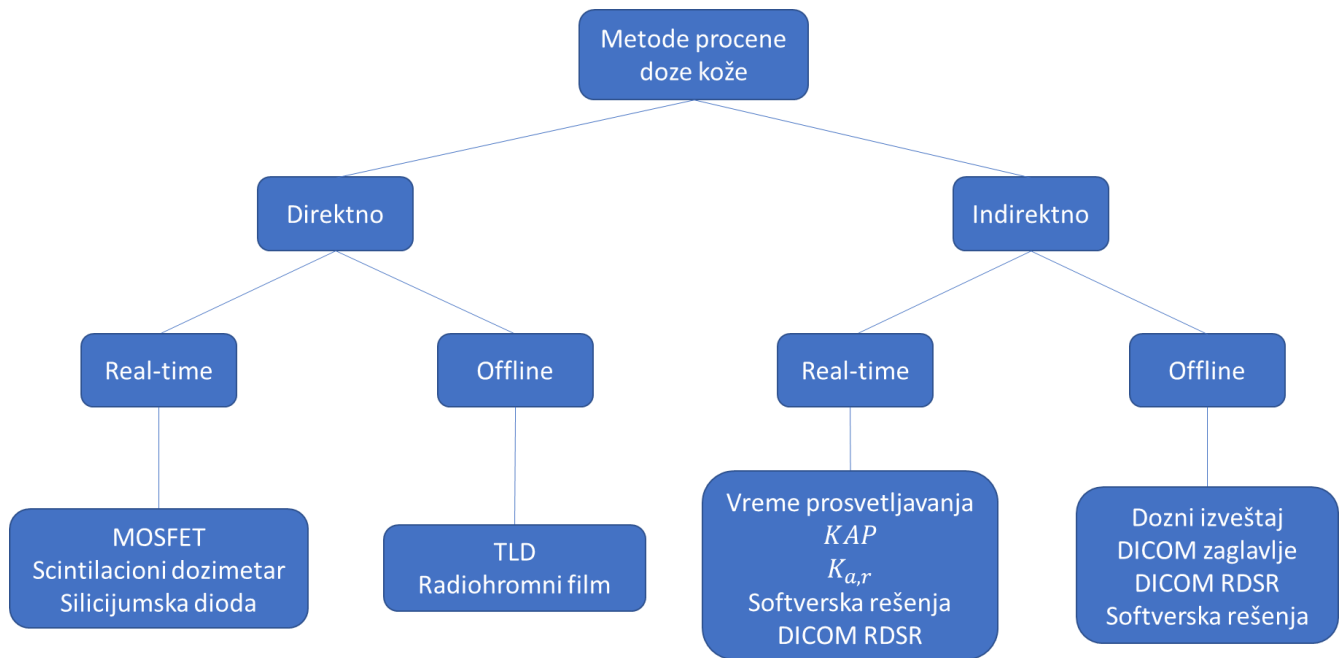 Metode procene
doze kože
Direktno
Indirektno
Real-time
Offline
Real-time
Offline
MOSFET
Scintilacioni dozimetar
Silicijumska dioda
TLD
Radiohromni film
Vreme prosvetljavanja
KAP
K_{a,r}
Softverska rešenja
DICOM RDSR
Dozni izveštaj
DICOM zaglavlje
DICOM RDSR
Softverska rešenja